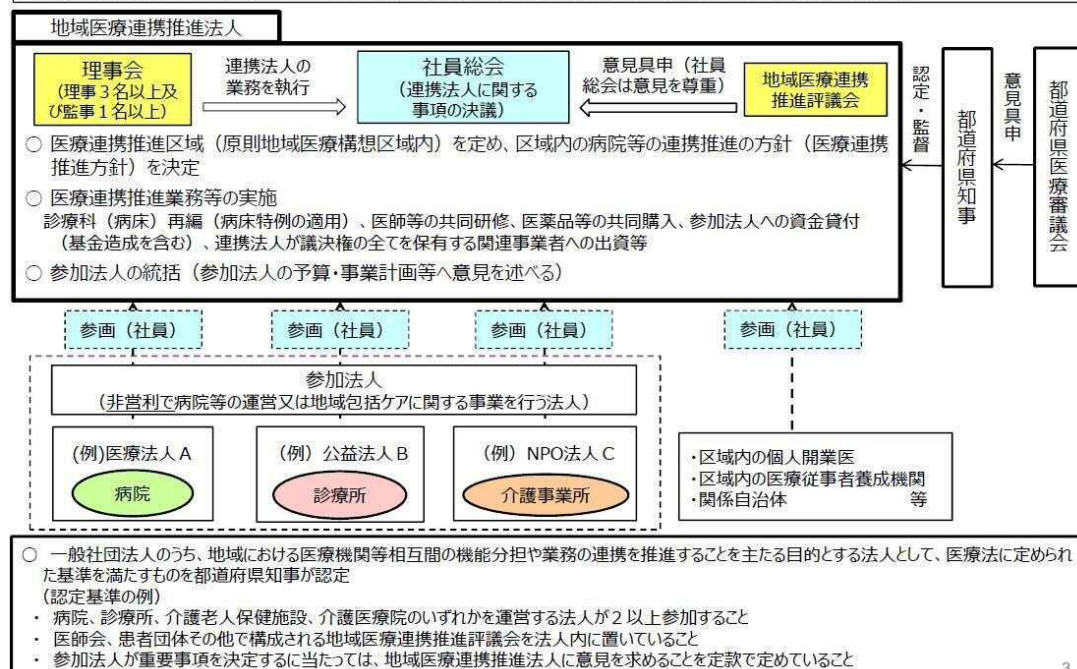 地域医療連携推進法人
理事会
（理事３名以上及
び監事１名以上）
連携法人の
業務を執行
社員総会
（連携法人に関する
事項の決議）
意見具申（社員
総会は意見を尊重）
地域医療連携
推進評議会
認定・監督
都道府県知事
意見具申
都道府県医療審議会
○ 医療連携推進区域（原則地域医療構想区域内）を定め、区域内の病院等の連携推進の方針（医療連携
推進方針）を決定
○ 医療連携推進業務等の実施
診療科（病床）再編（病床特例の適用）、医師等の共同研修、医薬品等の共同購入、参加法人への資金貸付
（基金造成を含む）、連携法人が議決権の全てを保有する関連事業者への出資等
○ 参加法人の統括（参加法人の予算・事業計画等へ意見を述べる）
参画（社員）
参画（社員）
参画（社員）
参画（社員）
参加法人
（非営利で病院等の運営又は地域包括ケアに関する事業を行う法人）
(例)医療法人Ａ
病院
（例）公益法人Ｂ
診療所
（例）NPO法人Ｃ
介護事業所
・区域内の個人開業医
・区域内の医療従事者養成機関
・関係自治体 等
○ 一般社団法人のうち、地域における医療機関等相互間の機能分担や業務の連携を推進することを主たる目的とする法人として、医療法に定められ
た基準を満たすものを都道府県知事が認定
（認定基準の例）
・ 病院、診療所、介護老人保健施設、介護医療院のいずれかを運営する法人が２以上参加すること
・ 医師会、患者団体その他で構成される地域医療連携推進評議会を法人内に置いていること
・ 参加法人が重要事項を決定するに当たっては、地域医療連携推進法人に意見を求めることを定款で定めていること
3